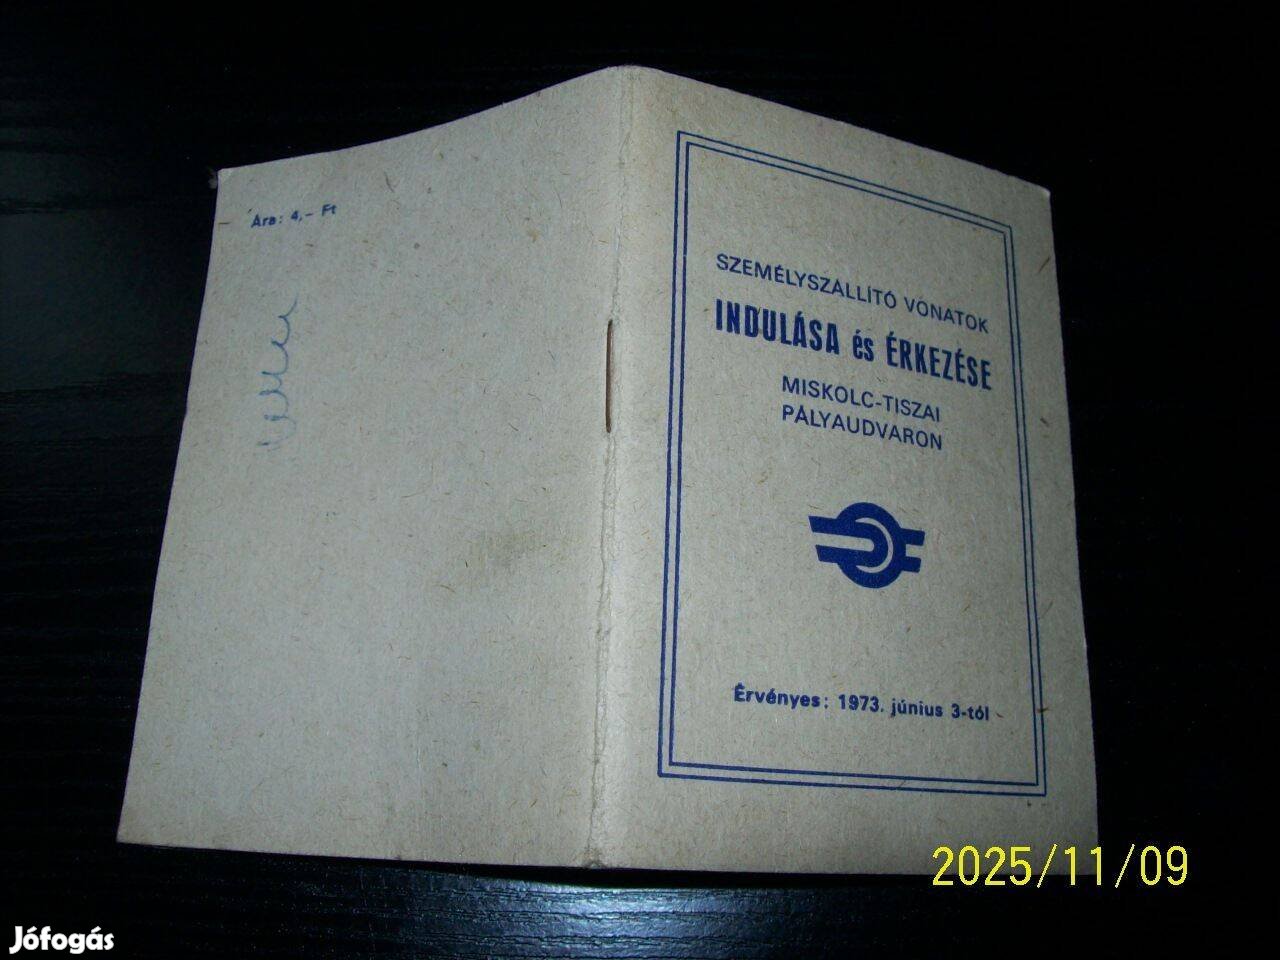 Ára: 4,- Ft
SZEMÉLYSZÁLLÍTÓ VONATOK
INDULÁSA és ÉRKEZÉSE
MISKOLC-TISZAI
PÁLYAUDVARON
Érvényes: 1973. június 3-tól
2025/11/09
Jófogás